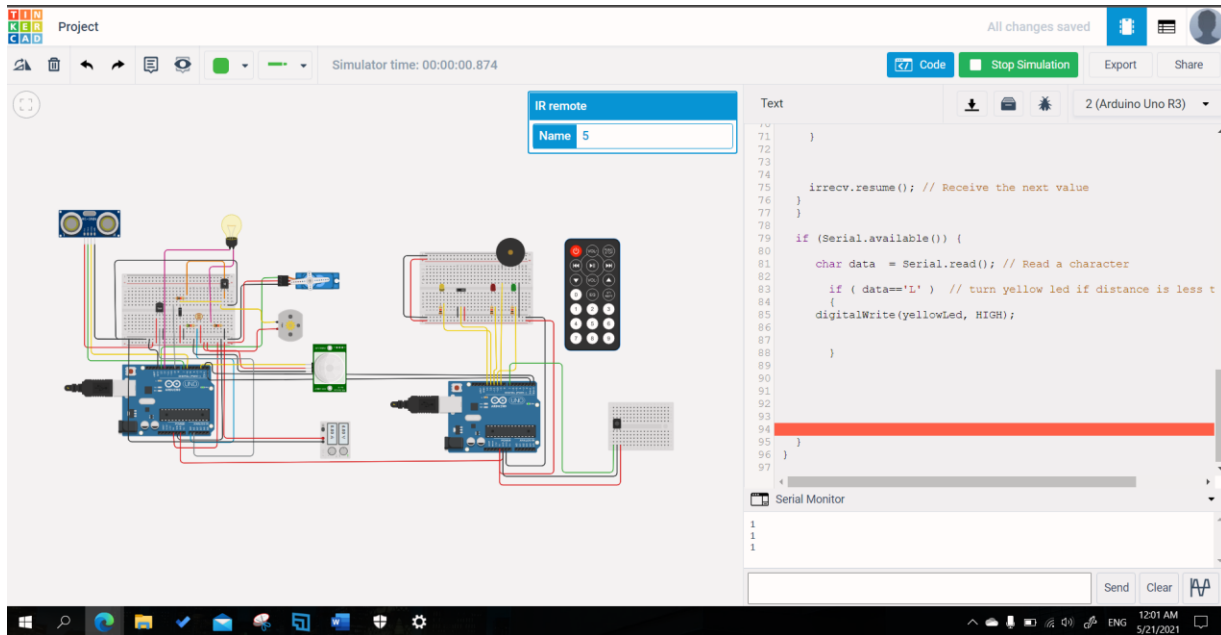 TIN
KER
CAD
Project
All changes saved
Simulator time: 00:00:00.874
Code
Stop Simulation
Export
Share
IR remote
Name 5
Text
2 (Arduino Uno R3)
71 }
72
73
74
75 irrecv.resume(); // Receive the next value
76 }
77 }
78
79 if (Serial.available()) {
80
81 char data = Serial.read(); // Read a character
82
83 if ( data=='L' ) // turn yellow led if distance is less t
84 {
85 digitalWrite(yellowLed, HIGH);
86
87
88 }
89
90
91
92
93
94
95 }
96 }
97
Serial Monitor
1
1
1
Send
Clear
ENG
12:01 AM
5/21/2021